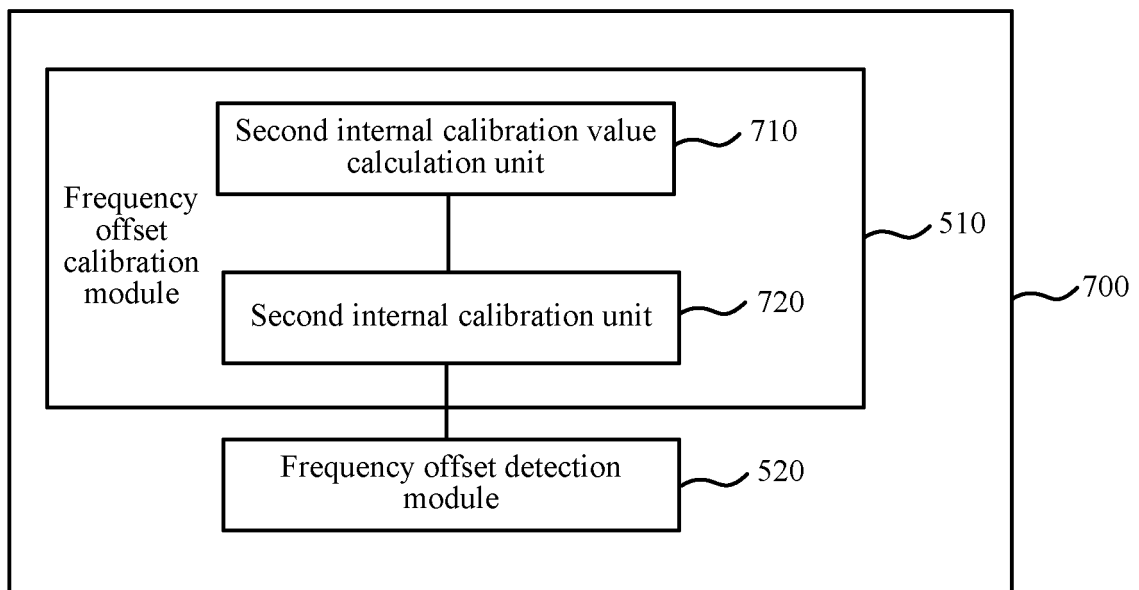 Second internal calibration value
calculation unit
710
Frequency
offset
calibration
module
510
700
Second internal calibration unit
720
Frequency offset detection
module
520